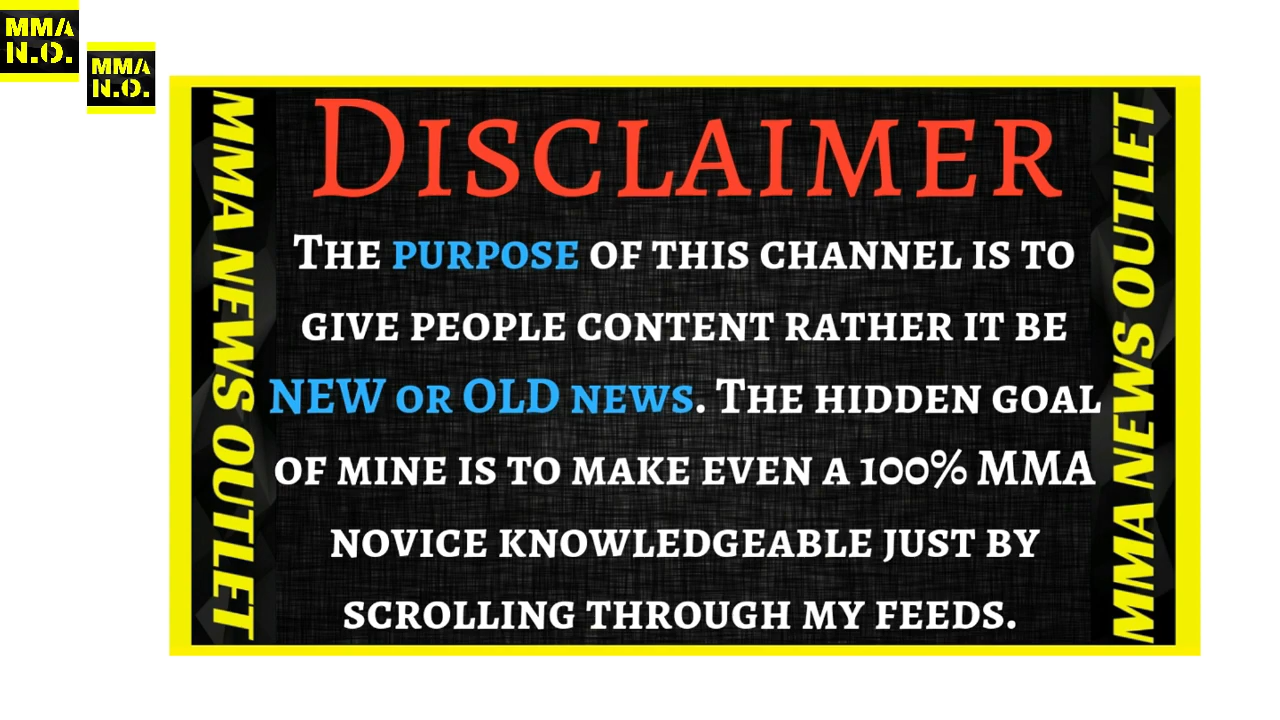 MMA
N.O.
MMA
N.O.
MMA NEWS OUTLET
DISCLAIMER
THE PURPOSE OF THIS CHANNEL IS TO
GIVE PEOPLE CONTENT RATHER IT BE
NEW OR OLD NEWS. THE HIDDEN GOAL
OF MINE IS TO MAKE EVEN A 100% MMA
NOVICE KNOWLEDGEABLE JUST BY
SCROLLING THROUGH MY FEEDS.
MMA NEWS OUTLET